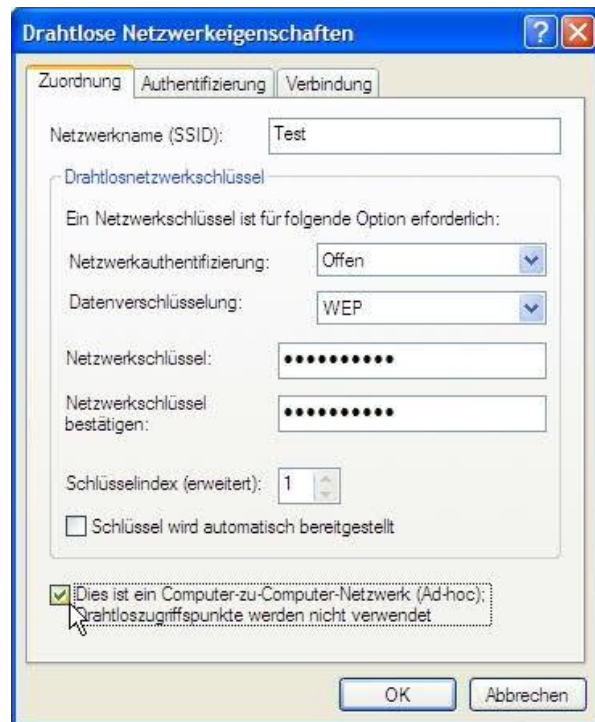 Drahtlose Netzwerkeigenschaften
Zuordnung Authentifizierung Verbindung
Netzwerkname (SSID): Test
Drahtlosnetzwerkschlüssel
Ein Netzwerkschlüssel ist für folgende Option erforderlich:
Netzwerkauthentifizierung: Offen
Datenverschlüsselung: WEP
Netzwerkschlüssel: ●●●●●●●●●●
Netzwerkschlüssel
bestätigen: ●●●●●●●●●●
Schlüsselindex (erweitert): 1
Schlüssel wird automatisch bereitgestellt
Dies ist ein Computer-zu-Computer-Netzwerk (Ad-hoc);
Drahtloszugriffspunkte werden nicht verwendet
OK Abbrechen